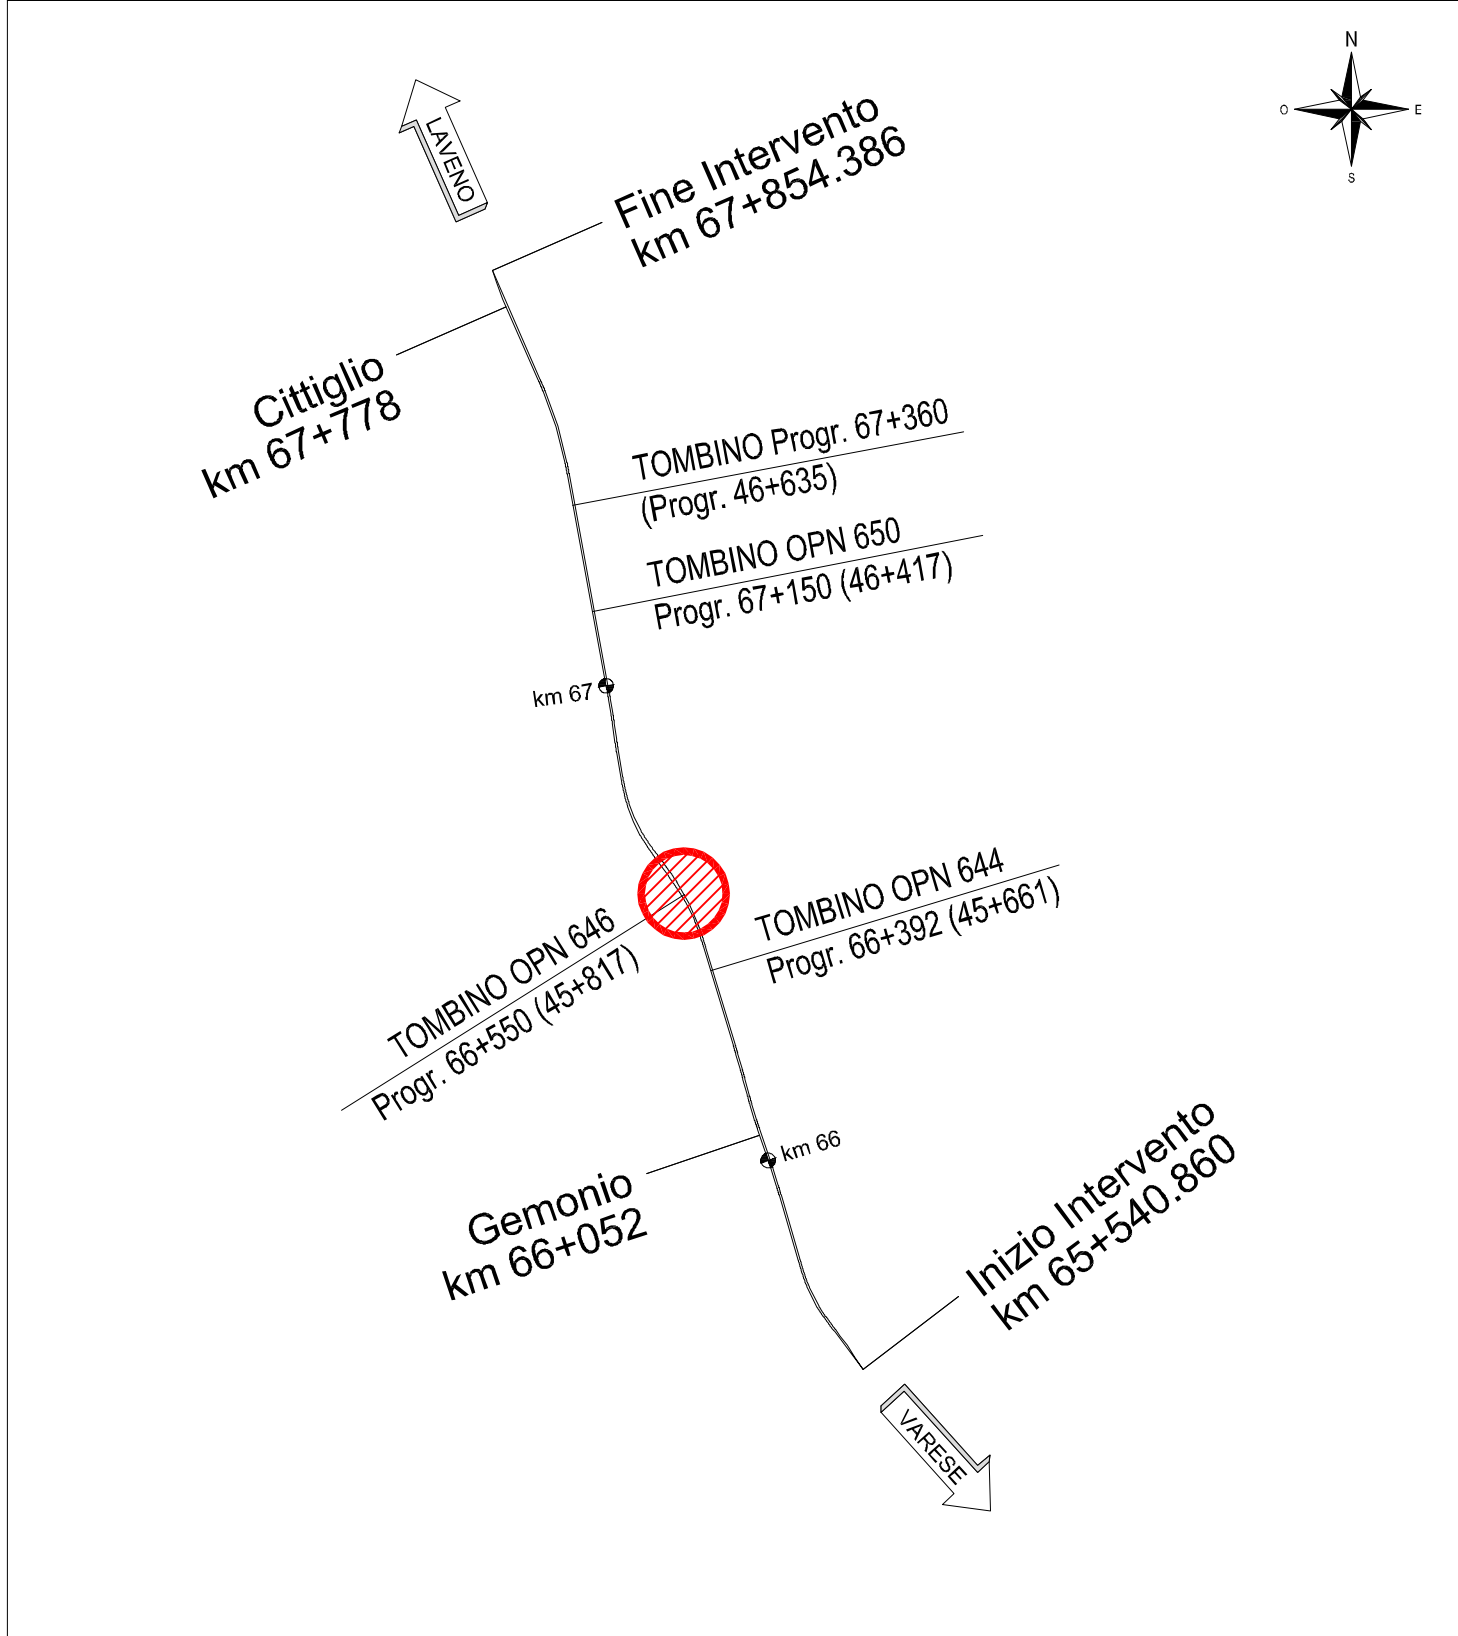 N
O
E
S
LAVENO
Fine Intervento
km 67+854.386
Cittiglio
km 67+778
TOMBINO Progr. 67+360
(Progr. 46+635)
TOMBINO OPN 650
Progr. 67+150 (46+417)
km 67
TOMBINO OPN 644
Progr. 66+392 (45+661)
TOMBINO OPN 646
Progr. 66+550 (45+817)
km 66
Gemonio
km 66+052
Inizio Intervento
km 65+540.860
VARESE